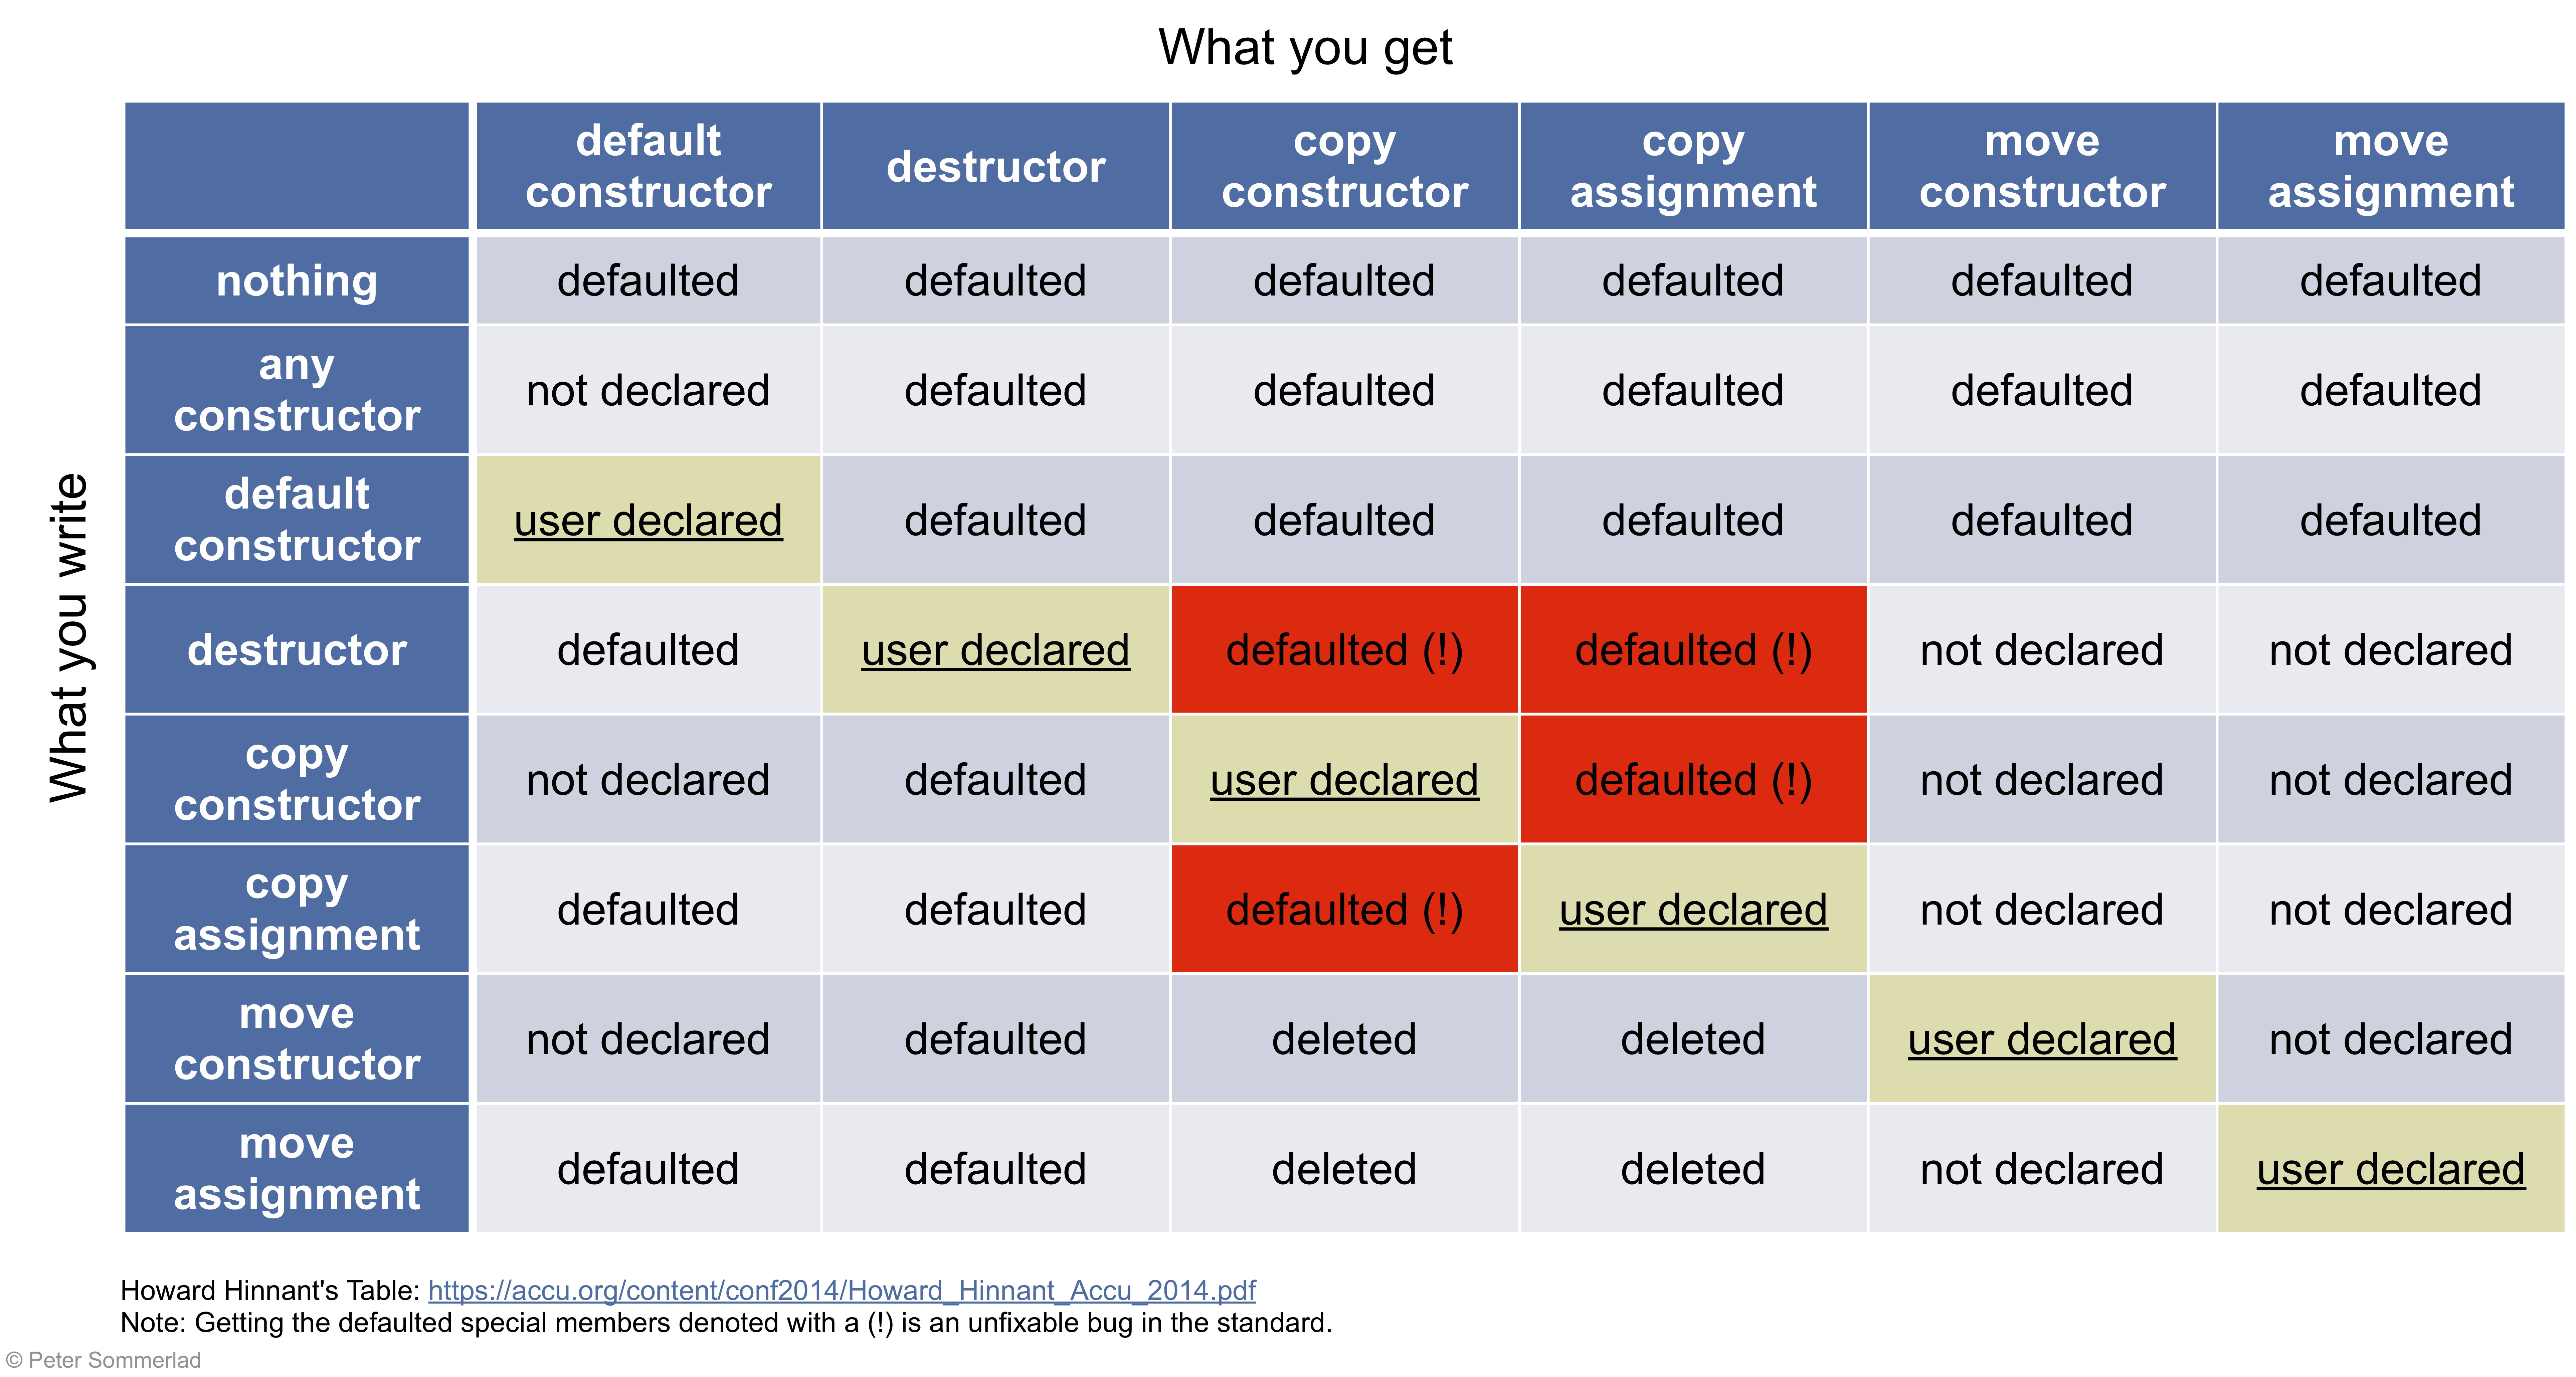 What you get
default constructor destructor copy constructor copy assignment move constructor move assignment
What you write
nothing defaulted defaulted defaulted defaulted defaulted defaulted
any constructor not declared defaulted defaulted defaulted defaulted defaulted
default constructor user declared defaulted defaulted defaulted defaulted defaulted
destructor defaulted user declared defaulted (!) defaulted (!) not declared not declared
copy constructor not declared defaulted user declared defaulted (!) not declared not declared
copy assignment defaulted defaulted defaulted (!) user declared not declared not declared
move constructor not declared defaulted deleted deleted user declared not declared
move assignment defaulted defaulted deleted deleted not declared user declared
Howard Hinnant's Table: https://accu.org/content/conf2014/Howard_Hinnant_Accu_2014.pdf
Note: Getting the defaulted special members denoted with a (!) is an unfixable bug in the standard.
© Peter Sommerlad